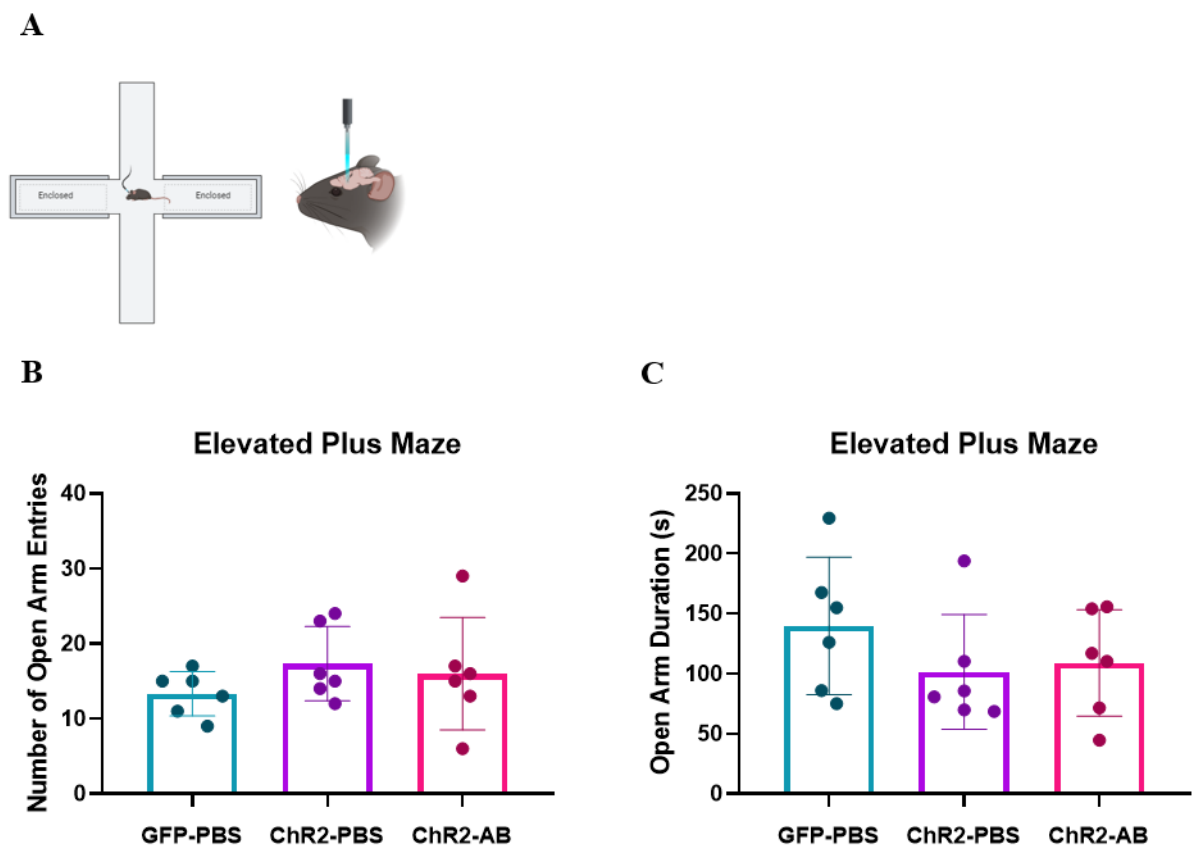 A
Enclosed
Enclosed
B
Elevated Plus Maze
Number of Open Arm Entries
40
30
20
10
0
GFP-PBS
ChR2-PBS
ChR2-AB
C
Elevated Plus Maze
Open Arm Duration (s)
250
200
150
100
50
0
GFP-PBS
ChR2-PBS
ChR2-AB